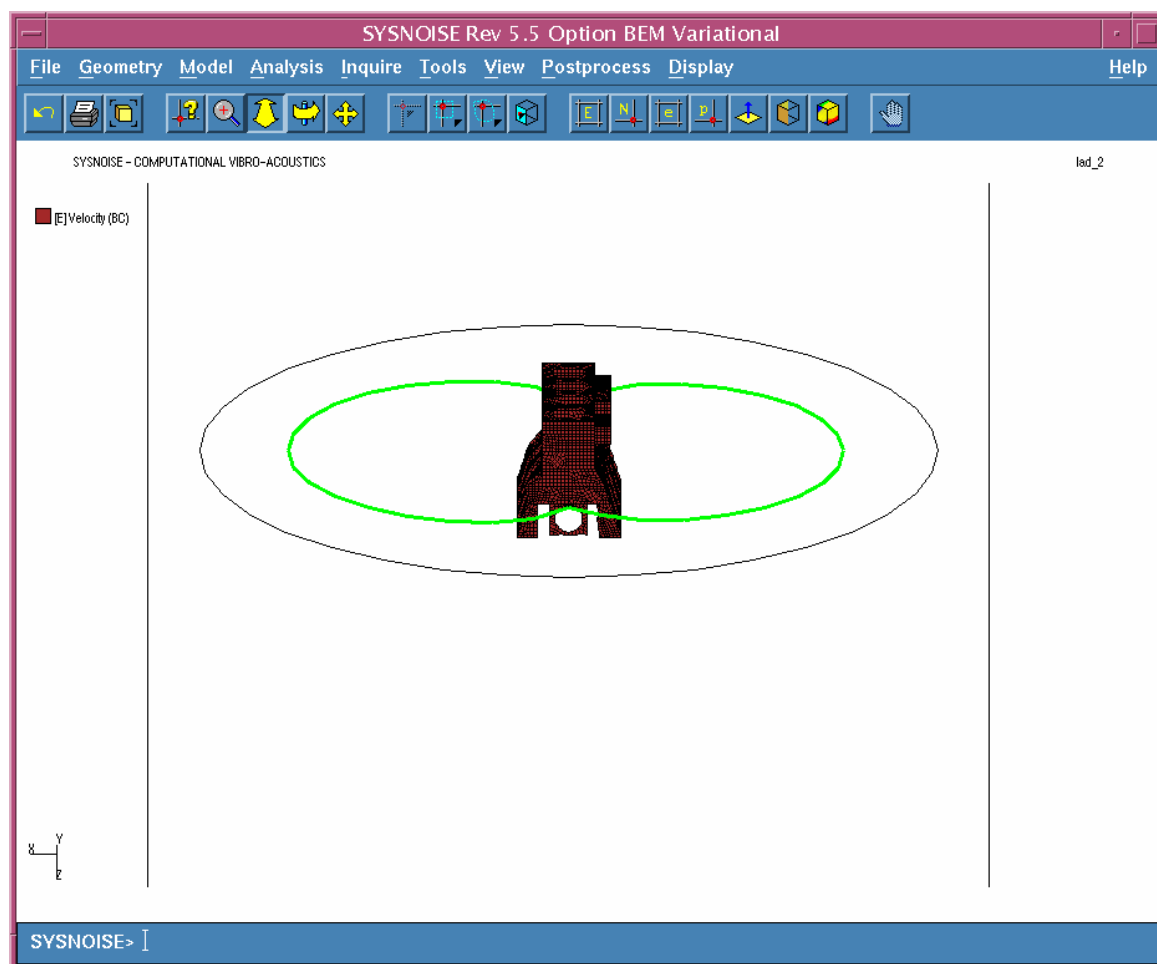 SYSNOISE Rev 5.5 Option BEM Variational
File Geometry Model Analysis Inquire Tools View Postprocess Display Help
? E N e p
SYSNOISE - COMPUTATIONAL VIBRO-ACOUSTICS lad_2
[E] Velocity (BC)
Y
X
Z
SYSNOISE>